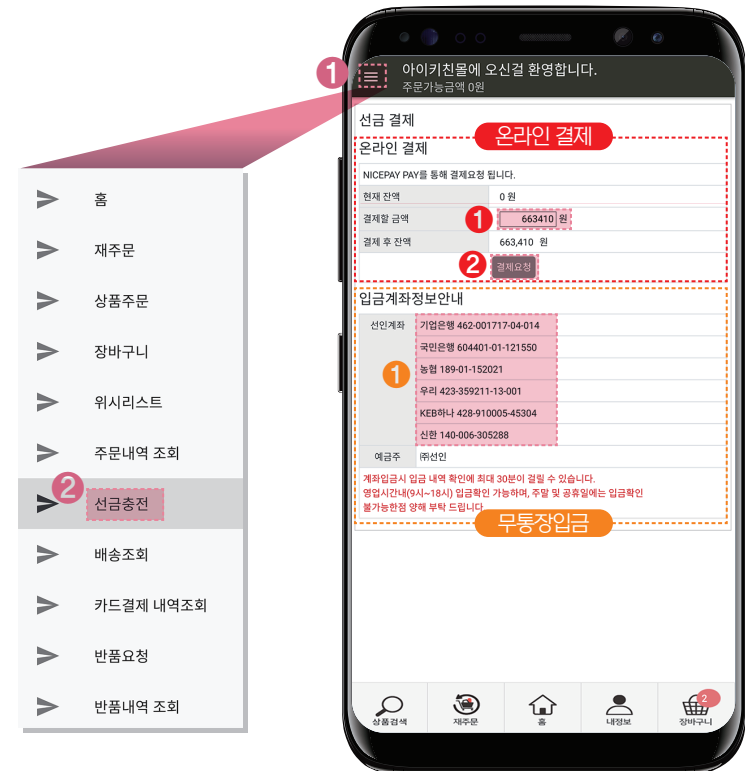 1
아이키친몰에 오신걸 환영합니다.
주문가능금액 0원
선금 결제
온라인 결제
온라인 결제
NICEPAY PAY를 통해 결제요청 됩니다.
현재 잔액 0 원
결제할 금액 1 663410 원
결제 후 잔액 663,410 원
2 결제요청
입금계좌정보안내
선인계좌 기업은행 462-001717-04-014
국민은행 604401-01-121550
1 농협 189-01-152021
우리 423-359211-13-001
KEB하나 428-910005-45304
신한 140-006-305288
예금주 ㈜선인
계좌입금시 입금 내역 확인에 최대 30분이 걸릴 수 있습니다.
영업시간내(9시~18시) 입금확인 가능하며, 주말 및 공휴일에는 입금확인
불가능한점 양해 부탁 드립니다.
무통장입금
상품검색 재주문 홈 내정보 장바구니 2
홈
재주문
상품주문
장바구니
위시리스트
주문내역 조회
2 선금충전
배송조회
카드결제 내역조회
반품요청
반품내역 조회